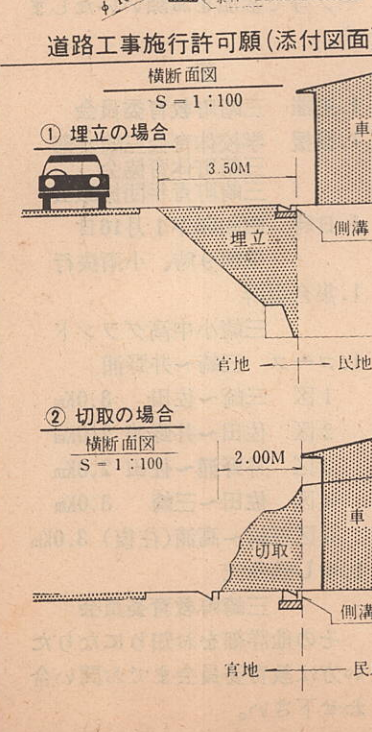 道路工事施行許可願(添付図面)
横断面図
S=1:100
① 埋立の場合
3.50M
車
埋立
側溝
官地
民地
② 切取の場合
横断面図
S=1:100
2.00M
車
切取
側溝
官地
民